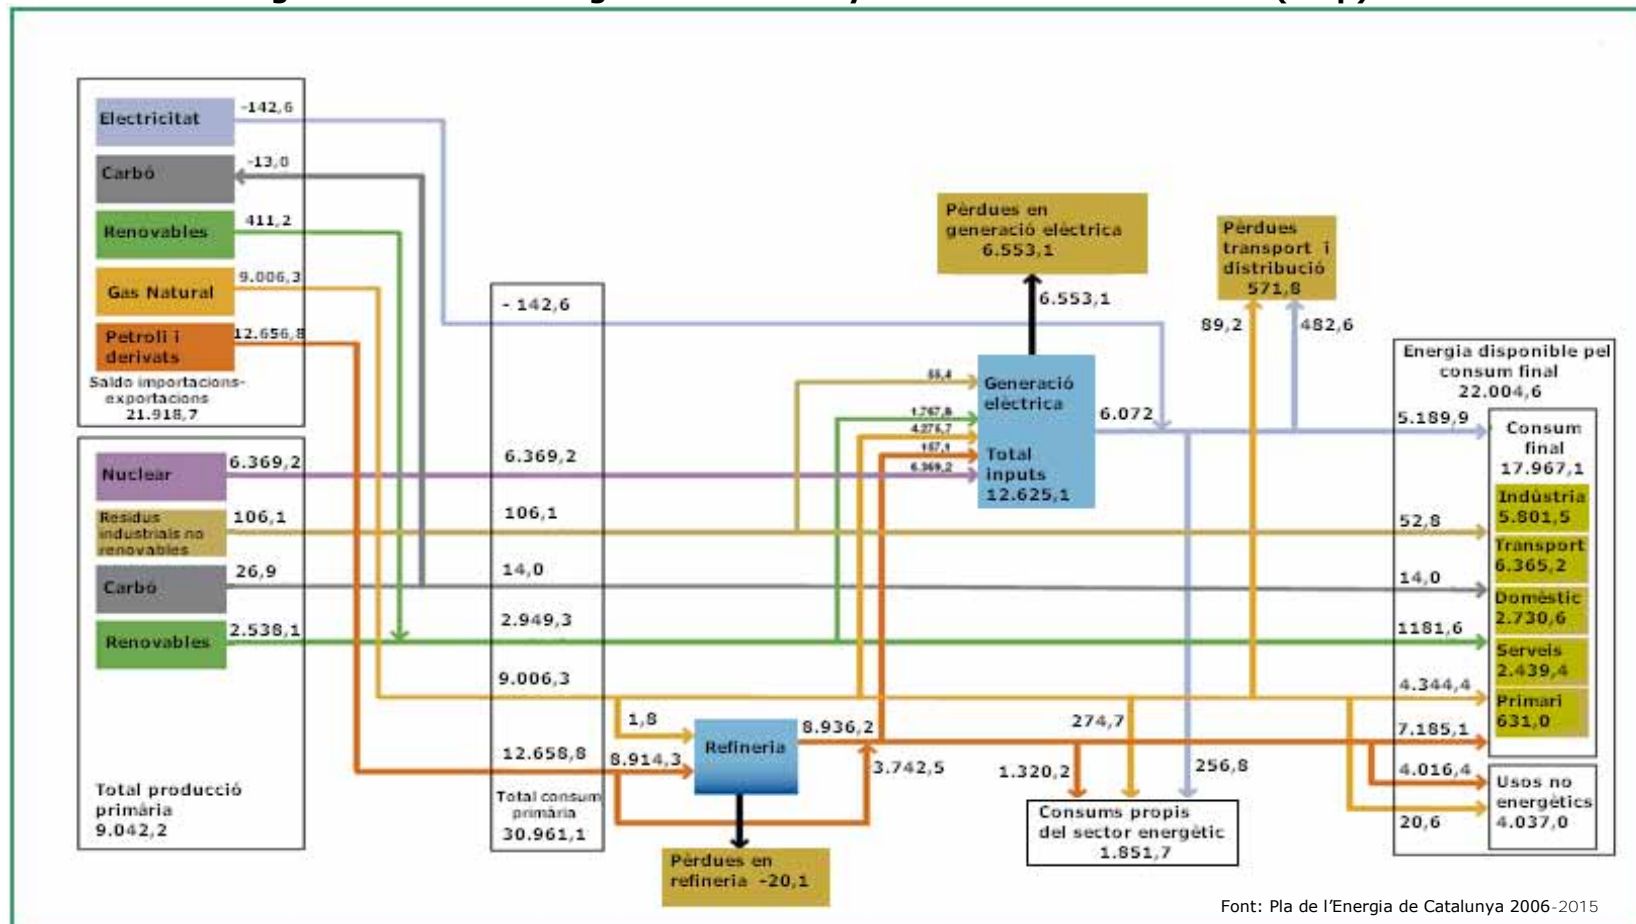 Electricitat
-142,6
Carbó
-13,0
Renovables
411,2
Gas Natural
9.006,3
Petroli i
derivats
12.656,8
Saldo importacions-
exportacions
21.918,7
Nuclear
6.369,2
Residus
industrials no
renovables
106,1
Carbó
26,9
Renovables
2.538,1
Total producció
primària
9.042,2
- 142,6
6.369,2
106,1
14,0
2.949,3
9.006,3
12.658,8
Total consum
primària
30.961,1
1,8
8.914,3
Refineria
8.936,2
3.742,5
Pèrdues en
refineria -20,1
Pèrdues en
generació elèctrica
6.553,1
6.553,1
4.276,7
6.369,2
Generació
elèctrica
Total
inputs
12.625,1
6.072
Pèrdues
transport i
distribució
571,8
89,2
482,6
274,7
1.320,2
256,8
Consums propis
del sector energètic
1.851,7
Energia disponible pel
consum final
22.004,6
5.189,9
52,8
14,0
1181,6
4.344,4
7.185,1
4.016,4
20,6
Consum
final
17.967,1
Indústria
5.801,5
Transport
6.365,2
Domèstic
2.730,6
Serveis
2.439,4
Primari
631,0
Usos no
energètics
4.037,0
Font: Pla de l'Energia de Catalunya 2006-2015